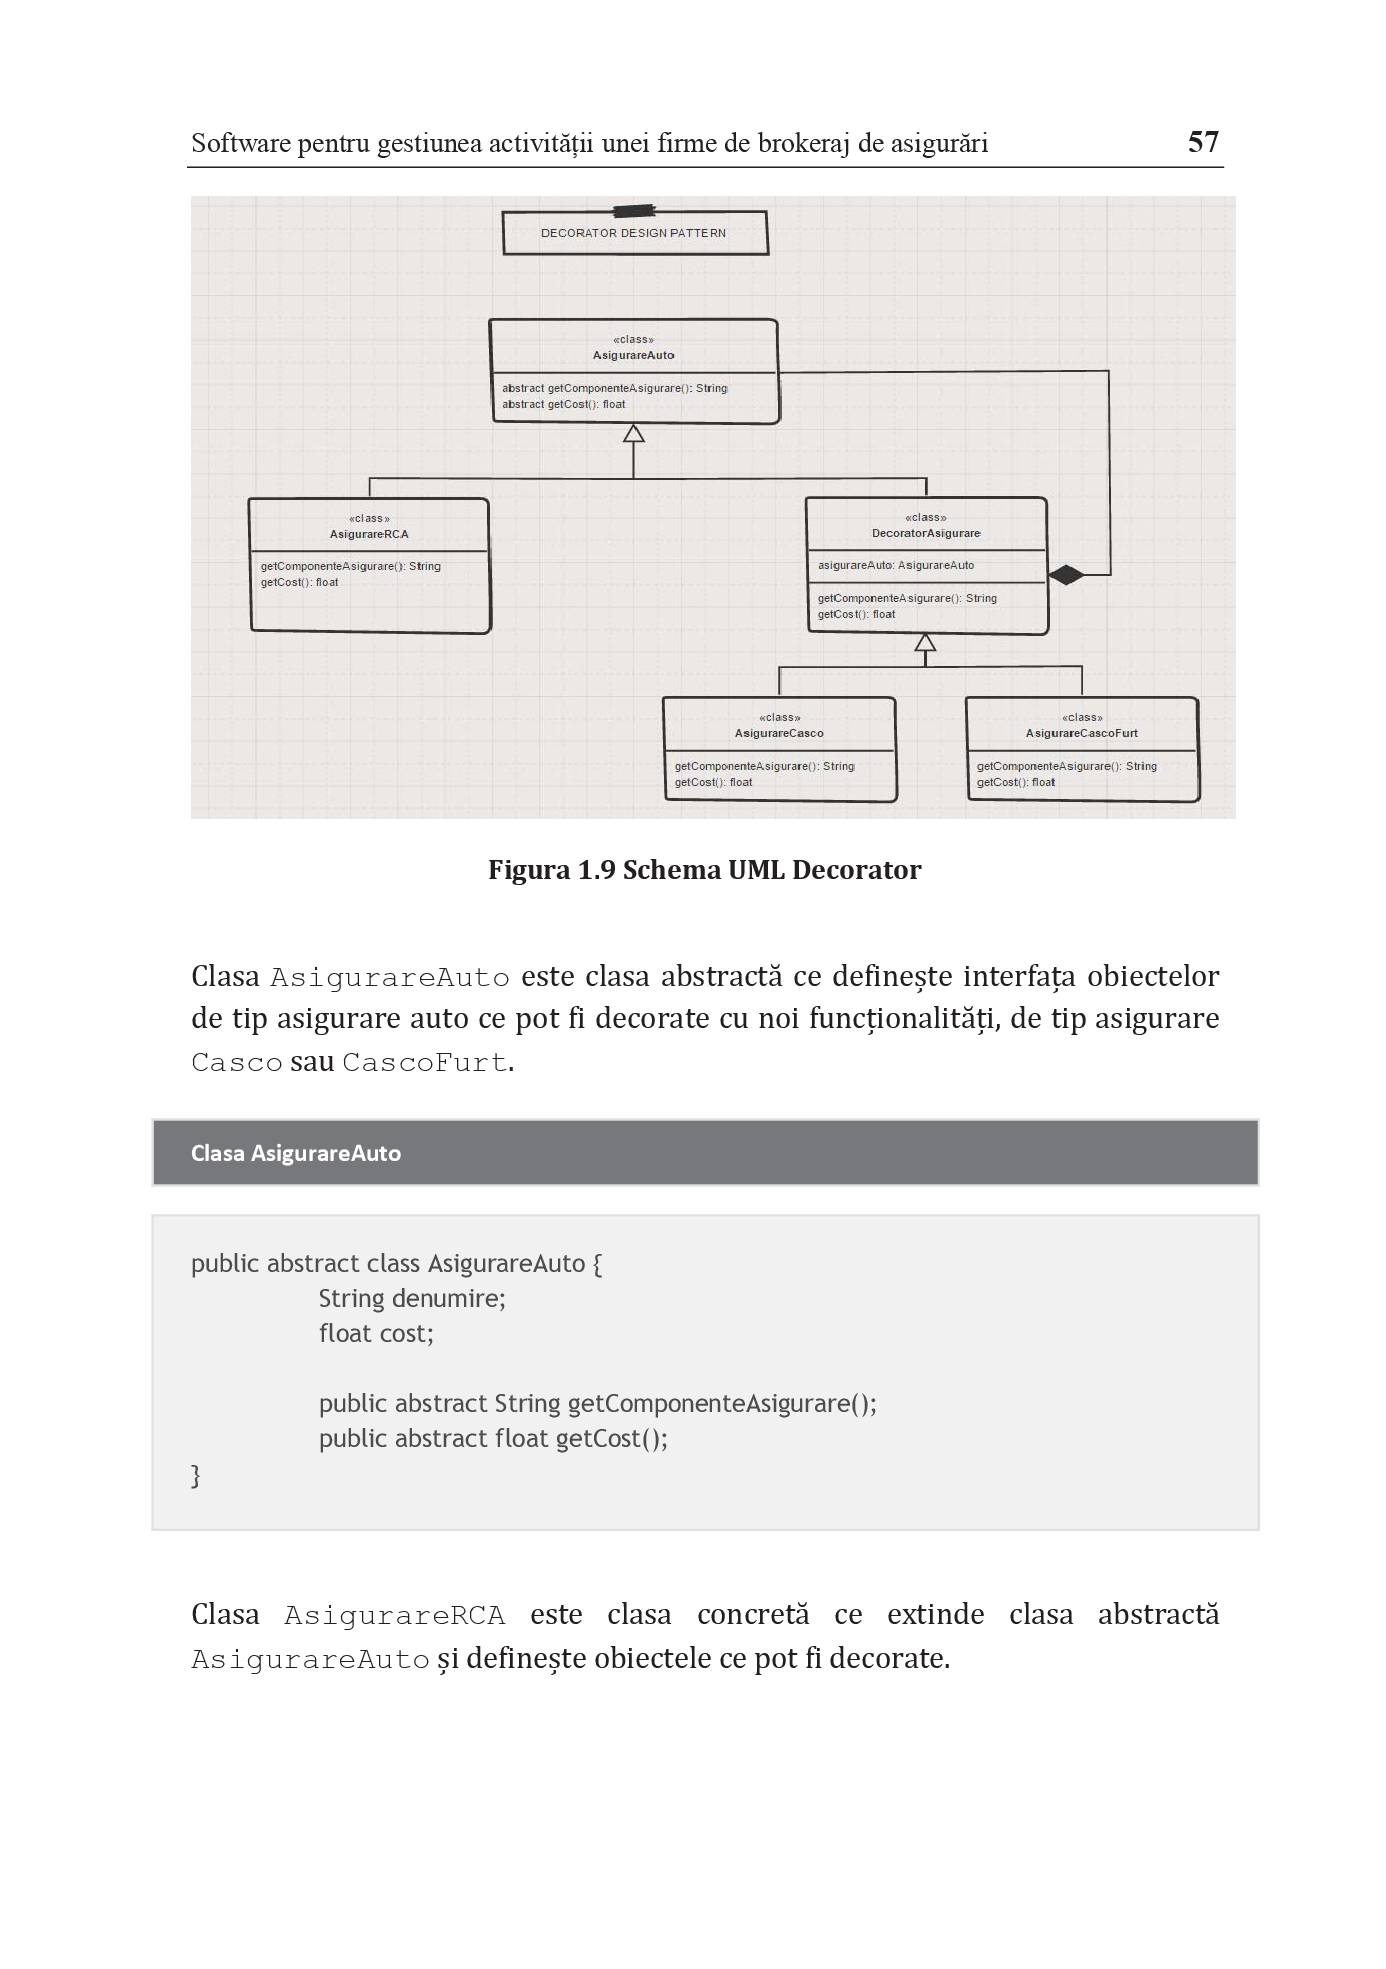 Software pentru gestiunea activității unei firme de brokeraj de asigurări 57
DECORATOR DESIGN PATTERN
«class»
AsigurareAuto
abstract getComponenteAsigurare(): String
abstract getCost(): float
«class»
AsigurareRCA
getComponenteAsigurare(): String
getCost(): float
«class»
DecoratorAsigurare
asigurareAuto: AsigurareAuto
getComponenteAsigurare(): String
getCost(): float
«class»
AsigurareCasco
getComponenteAsigurare(): String
getCost(): float
«class»
AsigurareCascoFurt
getComponenteAsigurare(): String
getCost(): float
Figura 1.9 Schema UML Decorator
Clasa AsigurareAuto este clasa abstractă ce definește interfața obiectelor
de tip asigurare auto ce pot fi decorate cu noi funcționalități, de tip asigurare
Casco sau CascoFurt.
Clasa AsigurareAuto
public abstract class AsigurareAuto {
String denumire;
float cost;
public abstract String getComponenteAsigurare();
public abstract float getCost();
}
Clasa AsigurareRCA este clasa concretă ce extinde clasa abstractă
AsigurareAuto și definește obiectele ce pot fi decorate.